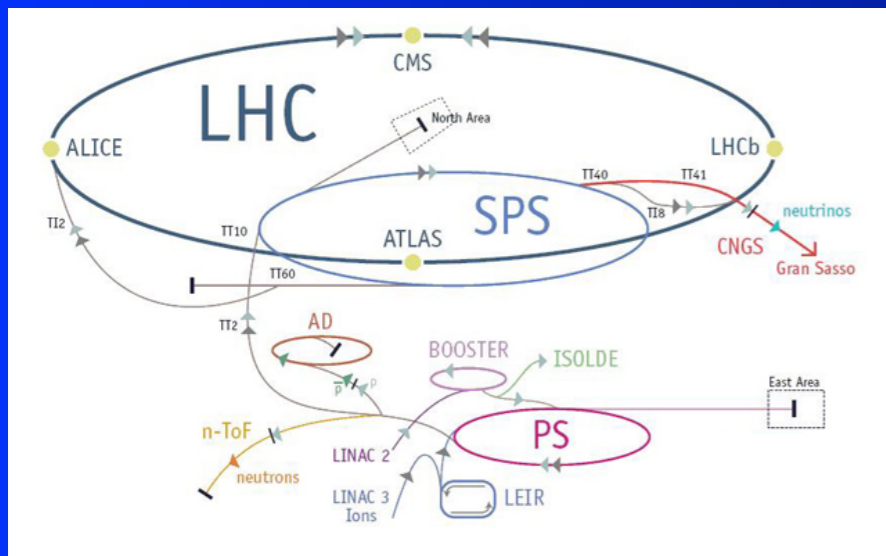 CMS
LHC
North Area
ALICE
LHCb
TT40
TT41
TI2
SPS
TI8
neutrinos
TT10
ATLAS
CNGS
Gran Sasso
TT60
TT2
AD
BOOSTER
ISOLDE
East Area
p̅
p
n-ToF
PS
LINAC 2
neutrons
LINAC 3
Ions
LEIR